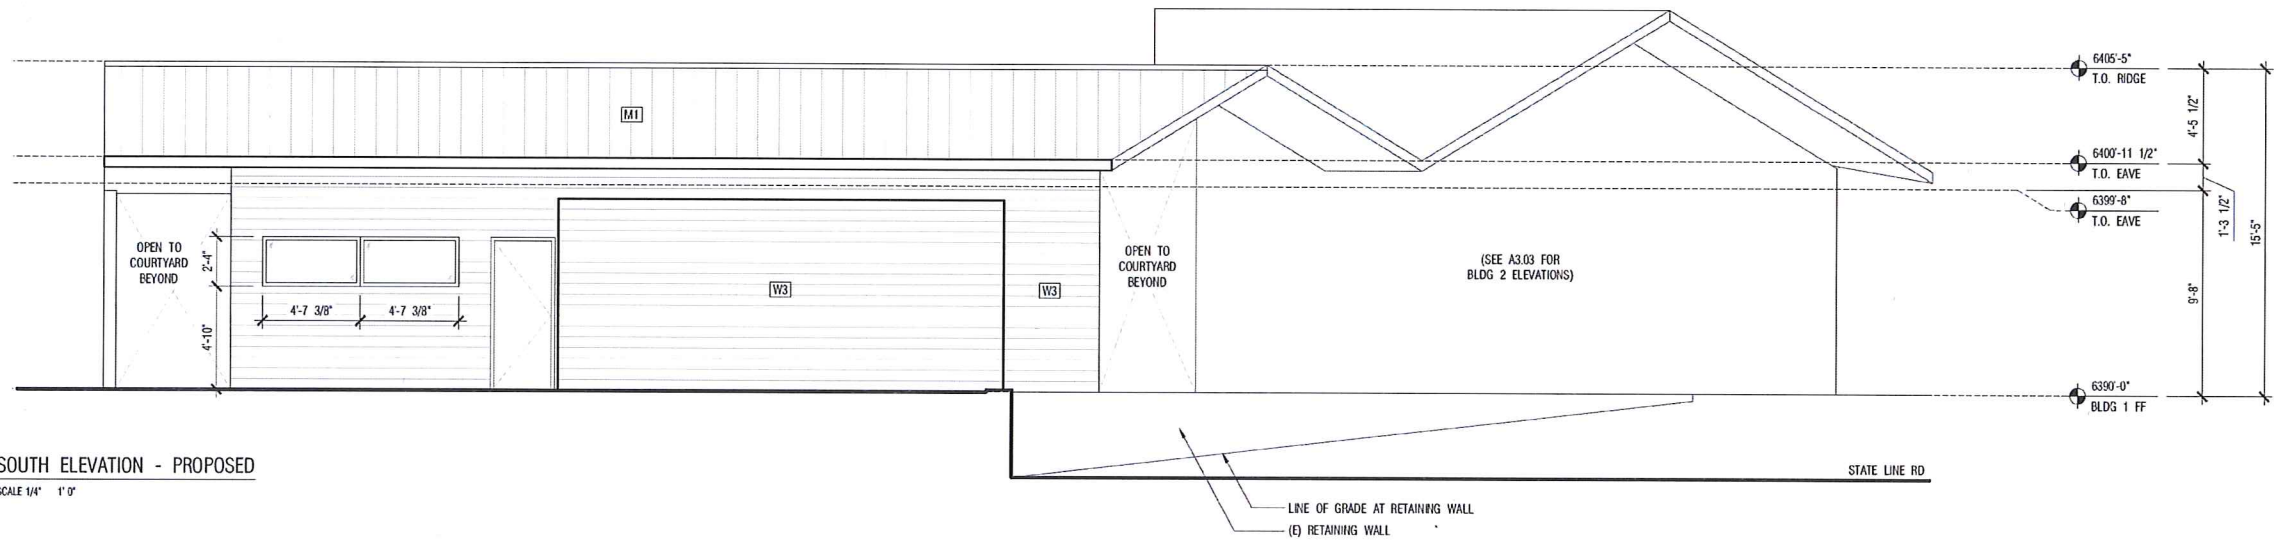 6405'-5"
T.O. RIDGE
4'-5 1/2"
M1
6400'-11 1/2"
T.O. EAVE
6399'-8"
T.O. EAVE
1'-3 1/2"
15'-5"
OPEN TO
COURTYARD
BEYOND
2'-4"
4'-7 3/8"
4'-7 3/8"
4'-10"
W3
W3
OPEN TO
COURTYARD
BEYOND
(SEE A3.03 FOR
BLDG 2 ELEVATIONS)
9'-8"
6390'-0"
BLDG 1 FF
SOUTH ELEVATION - PROPOSED
SCALE 1/4" 1' 0"
STATE LINE RD
LINE OF GRADE AT RETAINING WALL
(E) RETAINING WALL